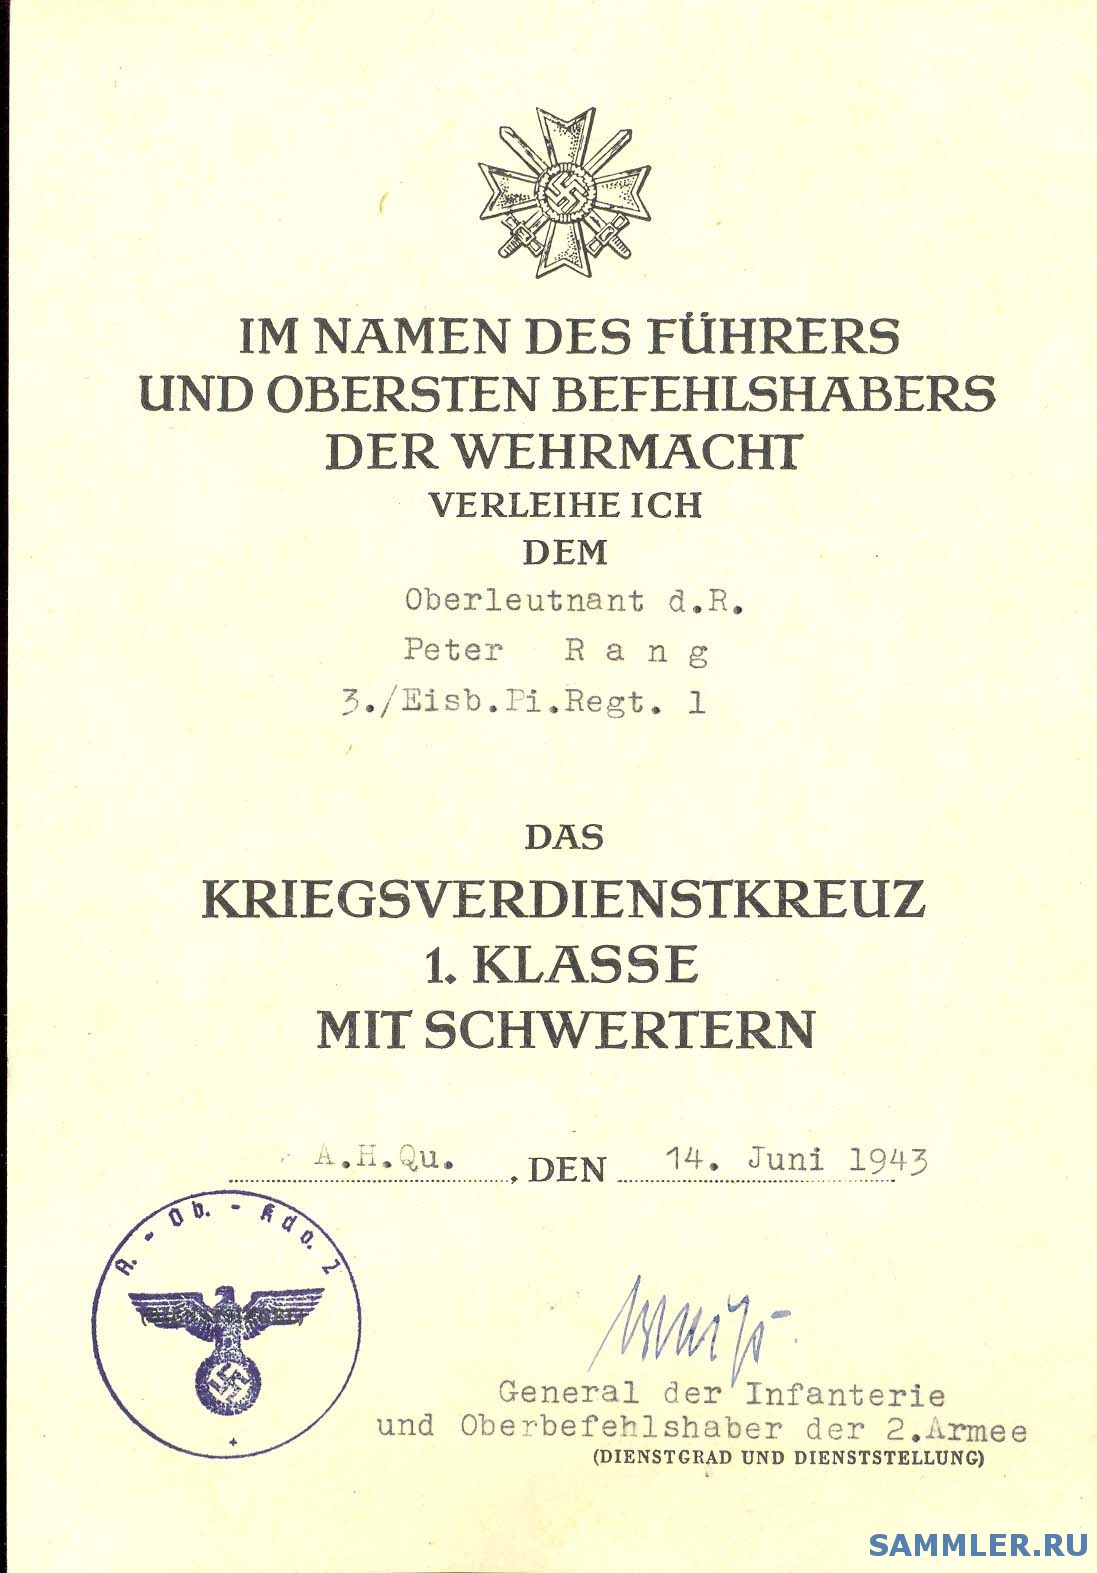 IM NAMEN DES FÜHRERS
UND OBERSTEN BEFEHLSHABERS
DER WEHRMACHT
VERLEIHE ICH
DEM
Oberleutnant d.R.
Peter R a n g
3./Eisb.Pi.Regt. 1
DAS
KRIEGSVERDIENSTKREUZ
1. KLASSE
MIT SCHWERTERN
A.H.Qu. , DEN 14. Juni 1943
A. - Ob. - Kdo. 2
(DIENSTSIEGEL)
General der Infanterie
und Oberbefehlshaber der 2.Armee
(DIENSTGRAD UND DIENSTSTELLUNG)
SAMMLER.RU